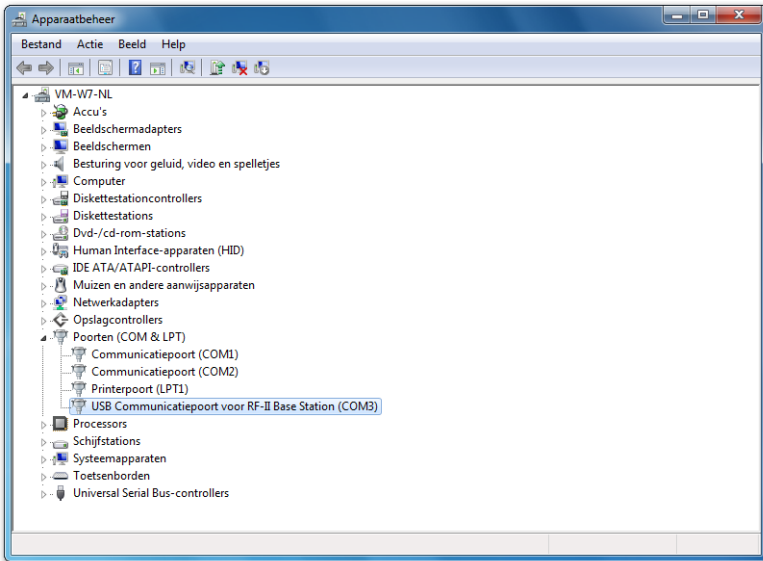 Apparaatbeheer
Bestand Actie Beeld Help
VM-W7-NL
Accu's
Beeldschermadapters
Beeldschermen
Besturing voor geluid, video en spelletjes
Computer
Diskettestationcontrollers
Diskettestations
Dvd-/cd-rom-stations
Human Interface-apparaten (HID)
IDE ATA/ATAPI-controllers
Muizen en andere aanwijsapparaten
Netwerkadapters
Opslagcontrollers
Poorten (COM & LPT)
Communicatiepoort (COM1)
Communicatiepoort (COM2)
Printerpoort (LPT1)
USB Communicatiepoort voor RF-II Base Station (COM3)
Processors
Schijfstations
Systeemapparaten
Toetsenborden
Universal Serial Bus-controllers